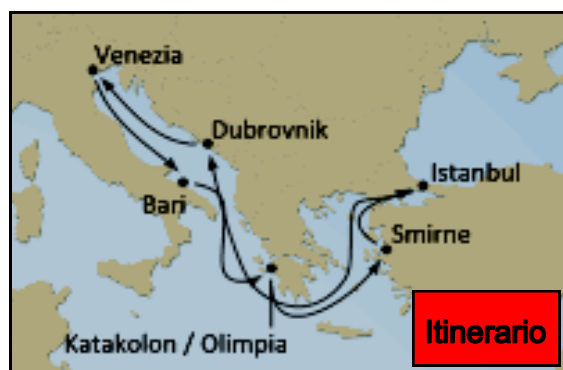 Venezia
Dubrovnik
Istanbul
Bari
Smirne
Katakolon / Olimpia
Itinerario